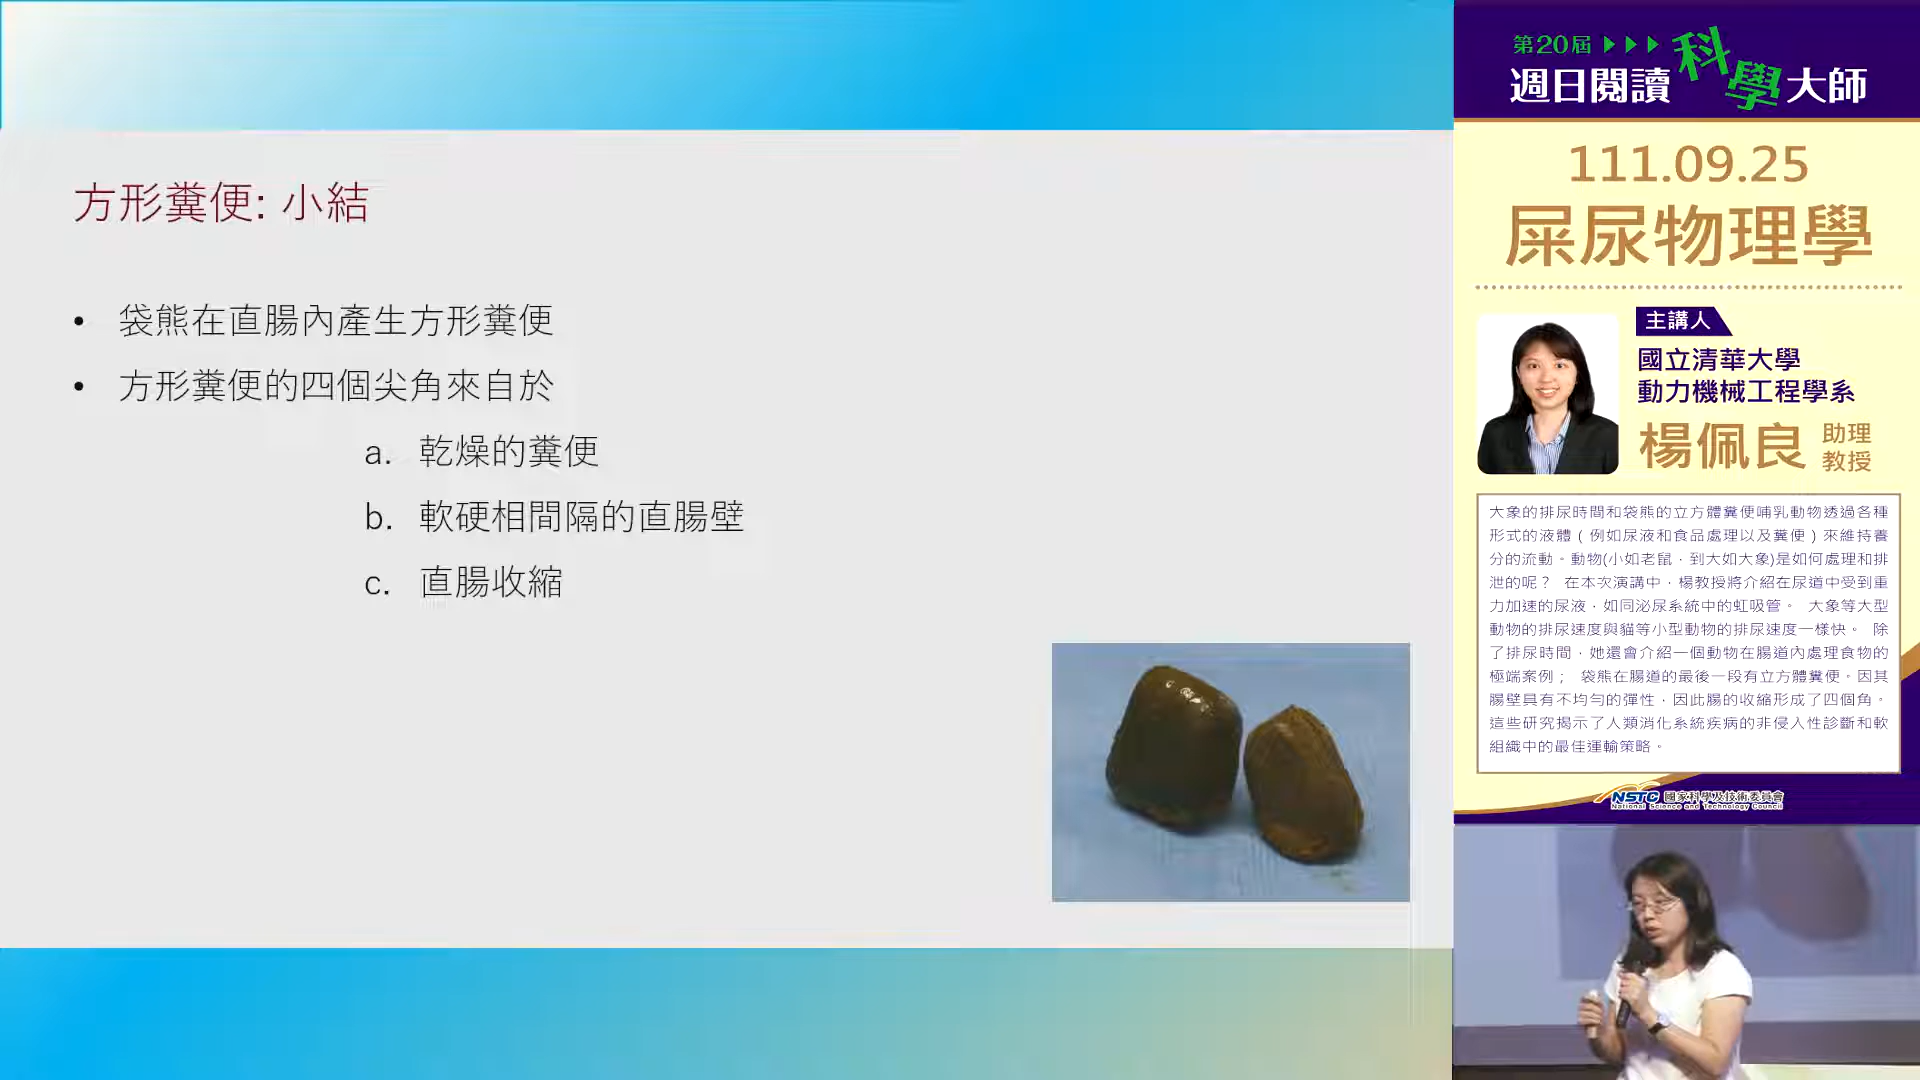 方形糞便: 小結
• 袋熊在直腸內產生方形糞便
• 方形糞便的四個尖角來自於
a. 乾燥的糞便
b. 軟硬相間隔的直腸壁
c. 直腸收縮
第20屆
週日閱讀科學大師
111.09.25
屎尿物理學
主講人
國立清華大學
動力機械工程學系
楊佩良 助理教授
大象的排尿時間和袋熊的立方體糞便哺乳動物透過各種
形式的液體（例如尿液和食品處理以及糞便）來維持養
分的流動。動物(小如老鼠，到大如大象)是如何處理和排
泄的呢？ 在本次演講中，楊教授將介紹在尿道中受到重
力加速的尿液，如同泌尿系統中的虹吸管。 大象等大型
動物的排尿速度與貓等小型動物的排尿速度一樣快。 除
了排尿時間，她還會介紹一個動物在腸道內處理食物的
極端案例； 袋熊在腸道的最後一段有立方體糞便。因其
腸壁具有不均勻的彈性，因此腸的收縮形成了四個角。
這些研究揭示了人類消化系統疾病的非侵入性診斷和軟
組織中的最佳運輸策略。
NSTC 國家科學及技術委員會
National Science and Technology Council